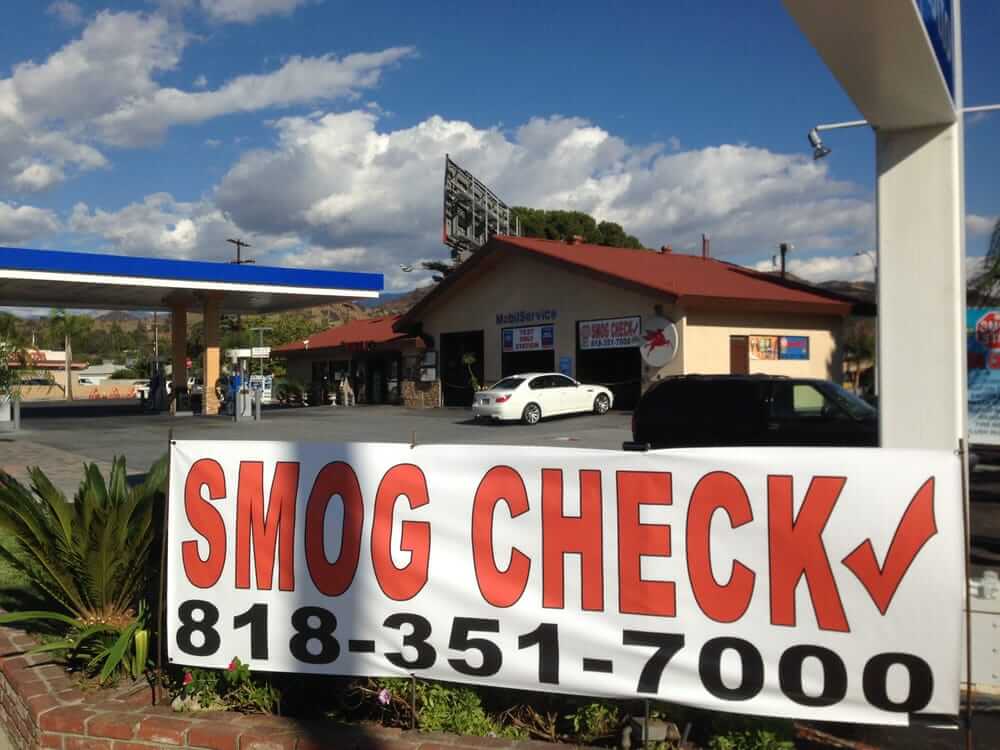 MobilService
TEST
ONLY
STATION
SMOG CHECK
818-351-7000
SMOG CHECK
818-351-7000